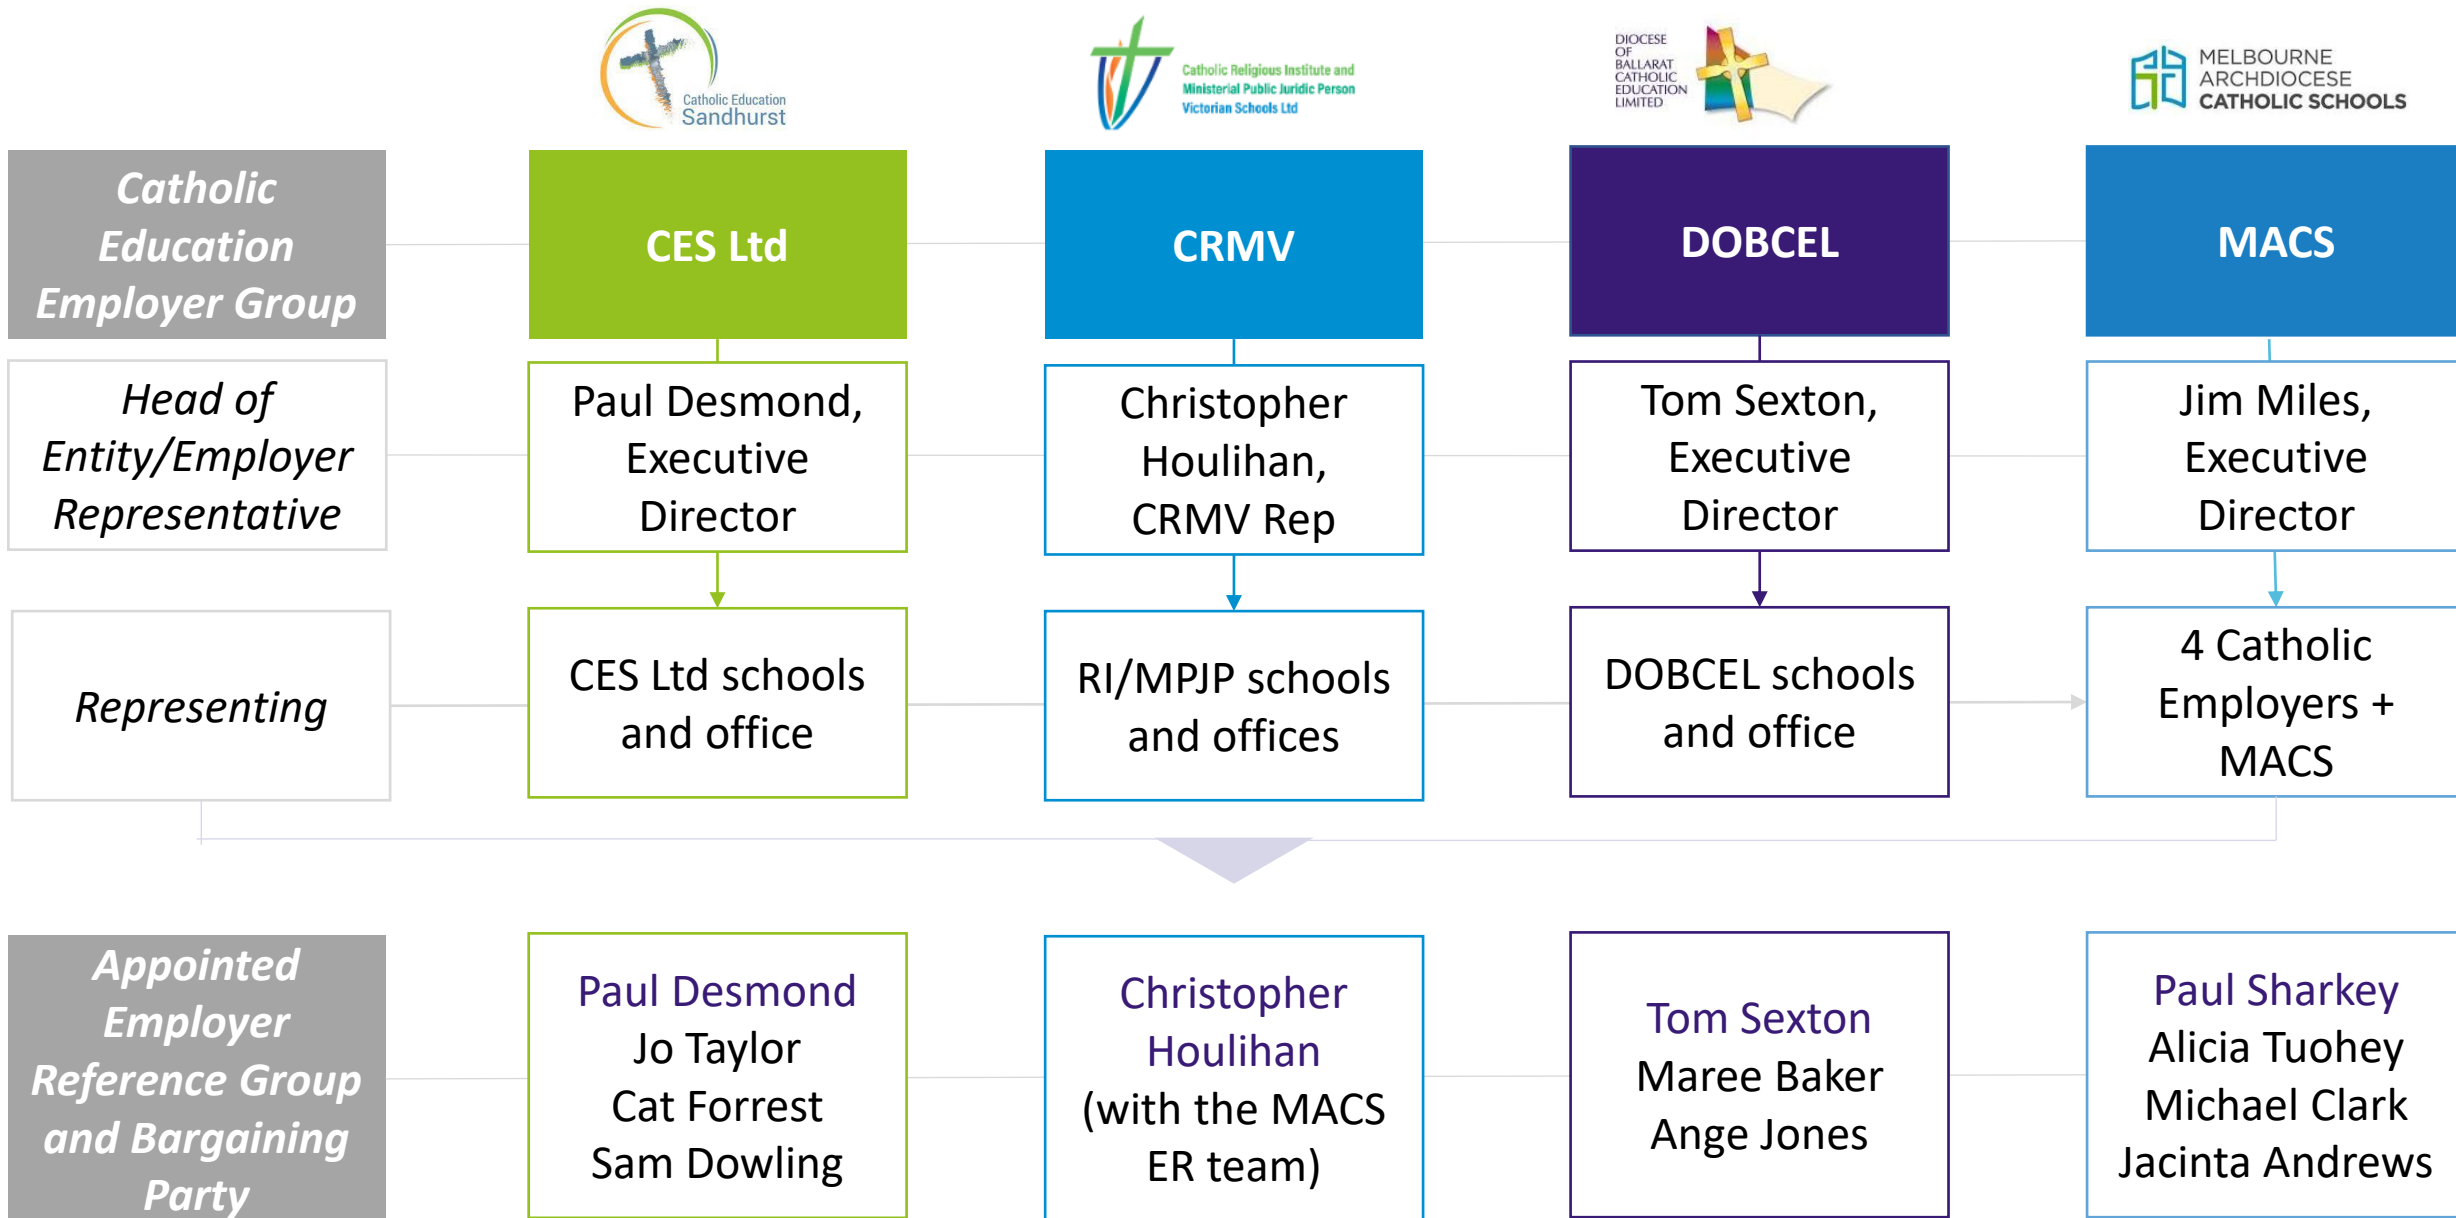 Catholic Education
Sandhurst
Catholic Religious Institute and
Ministerial Public Juridic Person
Victorian Schools Ltd
DIOCESE
OF
BALLARAT
CATHOLIC
EDUCATION
LIMITED
MELBOURNE
ARCHDIOCESE
CATHOLIC SCHOOLS
Catholic
Education
Employer Group
CES Ltd
CRMV
DOBCEL
MACS
Head of
Entity/Employer
Representative
Paul Desmond,
Executive
Director
Christopher
Houlihan,
CRMV Rep
Tom Sexton,
Executive
Director
Jim Miles,
Executive
Director
Representing
CES Ltd schools
and office
RI/MPJP schools
and offices
DOBCEL schools
and office
4 Catholic
Employers +
MACS
Appointed
Employer
Reference Group
and Bargaining
Party
Paul Desmond
Jo Taylor
Cat Forrest
Sam Dowling
Christopher
Houlihan
(with the MACS
ER team)
Tom Sexton
Maree Baker
Ange Jones
Paul Sharkey
Alicia Tuohey
Michael Clark
Jacinta Andrews